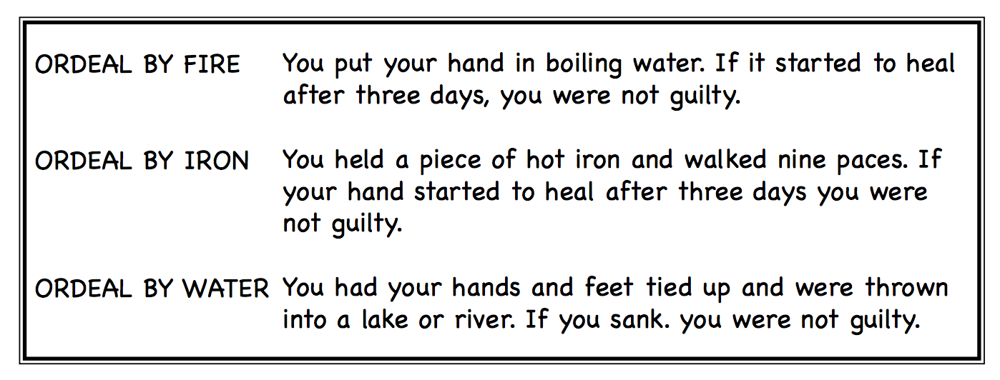 ORDEAL BY FIRE You put your hand in boiling water. If it started to heal
after three days, you were not guilty.
ORDEAL BY IRON You held a piece of hot iron and walked nine paces. If
your hand started to heal after three days you were
not guilty.
ORDEAL BY WATER You had your hands and feet tied up and were thrown
into a lake or river. If you sank. you were not guilty.